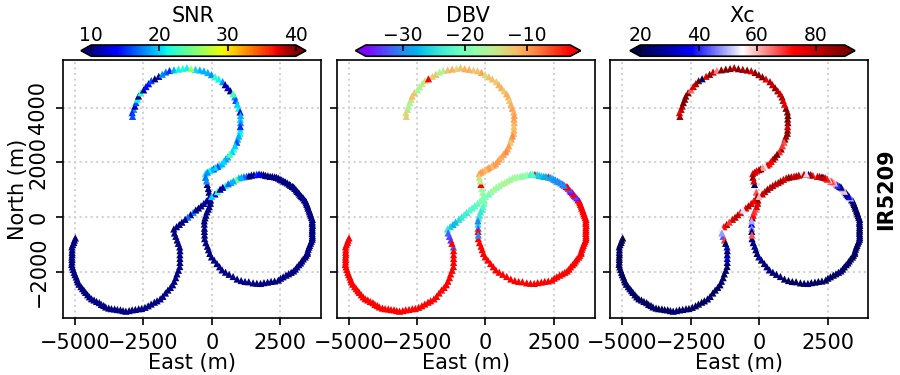 SNR DBV Xc
10 20 30 40 −30 −20 −10 20 40 60 80
North (m)
4000
2000
0
−2000
−5000 −2500 0 2500 −5000 −2500 0 2500 −5000 −2500 0 2500
East (m) East (m) East (m)
IR5209